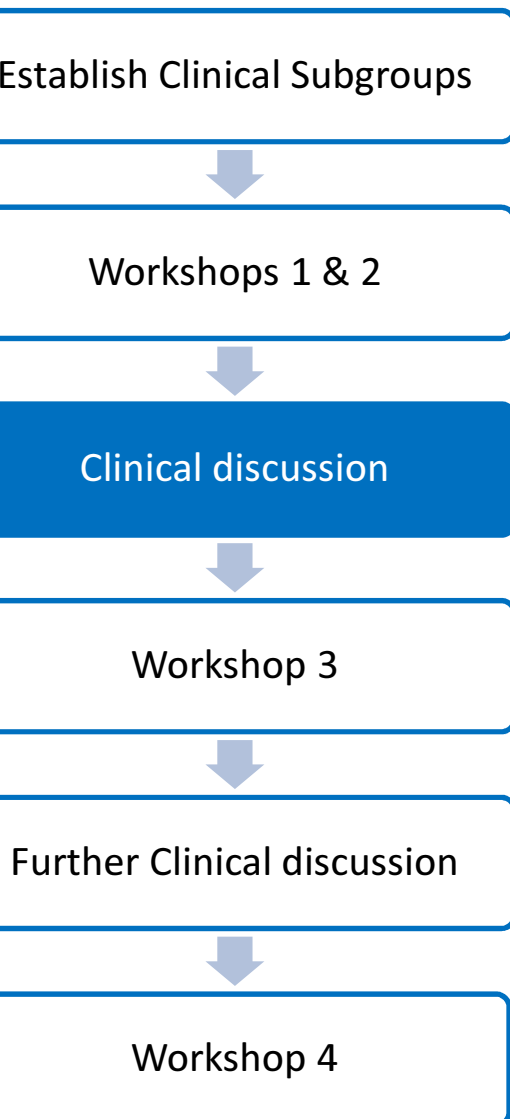 Establish Clinical Subgroups
Workshops 1 & 2
Clinical discussion
Workshop 3
Further Clinical discussion
Workshop 4